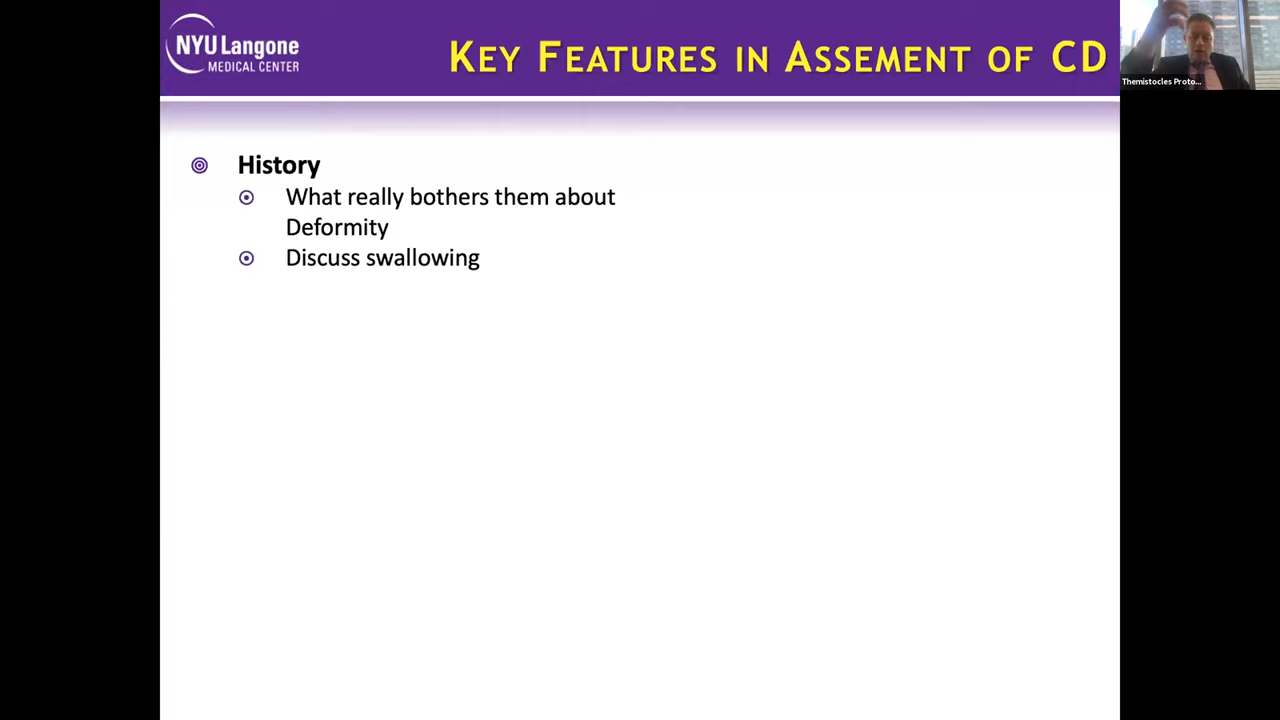 NYU Langone
MEDICAL CENTER
KEY FEATURES IN ASSEMENT OF CD
Themistocles Proto...
History
What really bothers them about
Deformity
Discuss swallowing